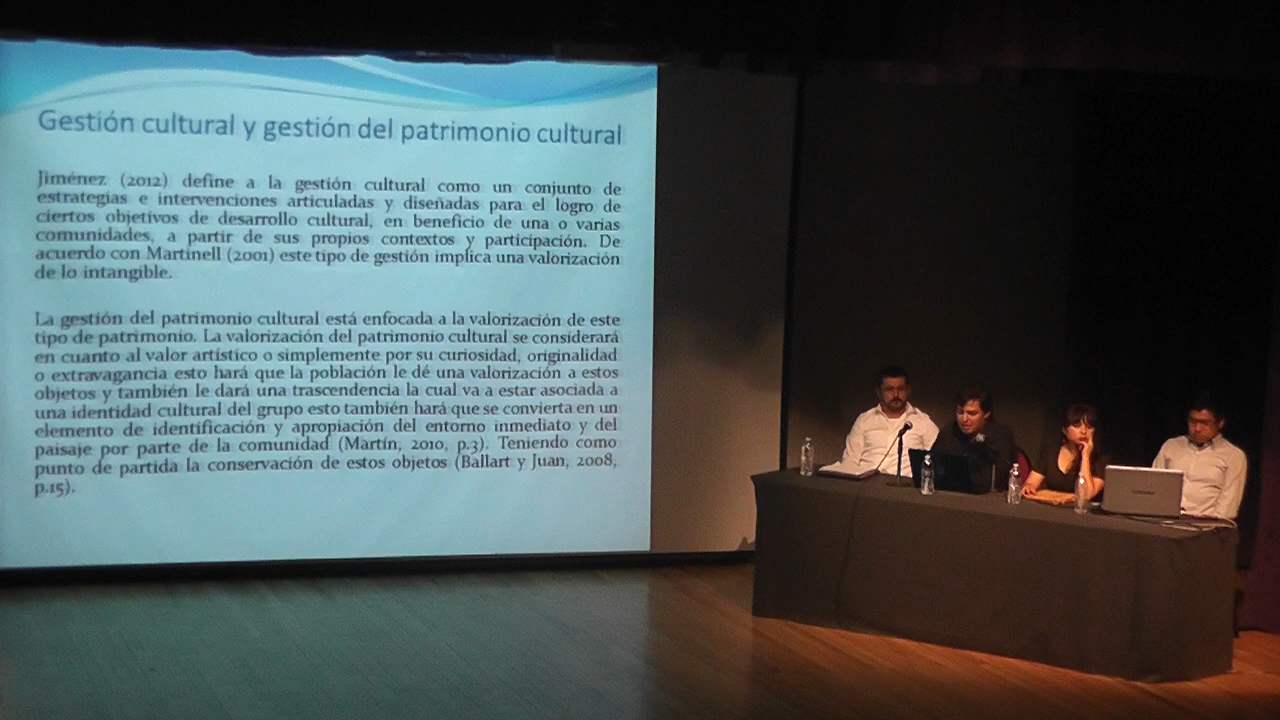 Gestión cultural y gestión del patrimonio cultural
Jiménez (2012) define a la gestión cultural como un conjunto de
estrategias e intervenciones articuladas y diseñadas para el logro de
ciertos objetivos de desarrollo cultural, en beneficio de una o varias
comunidades, a partir de sus propios contextos y participación. De
acuerdo con Martinell (2001) este tipo de gestión implica una valorización
de lo intangible.
La gestión del patrimonio cultural está enfocada a la valorización de este
tipo de patrimonio. La valorización del patrimonio cultural se considerará
en cuanto al valor artístico o simplemente por su curiosidad, originalidad
o extravagancia esto hará que la población le dé una valorización a estos
objetos y también le dará una trascendencia la cual va a estar asociada a
una identidad cultural del grupo esto también hará que se convierta en un
elemento de identificación y apropiación del entorno inmediato y del
paisaje por parte de la comunidad (Martín, 2010, p.3). Teniendo como
punto de partida la conservación de estos objetos (Ballart y Juan, 2008,
p.15).